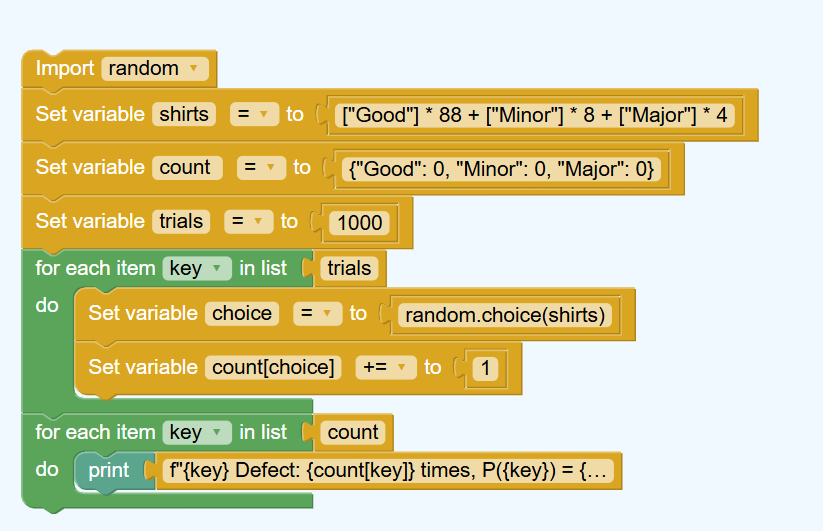 Import random
Set variable shirts = to ["Good"] * 88 + ["Minor"] * 8 + ["Major"] * 4
Set variable count = to {"Good": 0, "Minor": 0, "Major": 0}
Set variable trials = to 1000
for each item key in list trials
do Set variable choice = to random.choice(shirts)
Set variable count[choice] += to 1
for each item key in list count
do print f"{key} Defect: {count[key]} times, P({key}) = {…